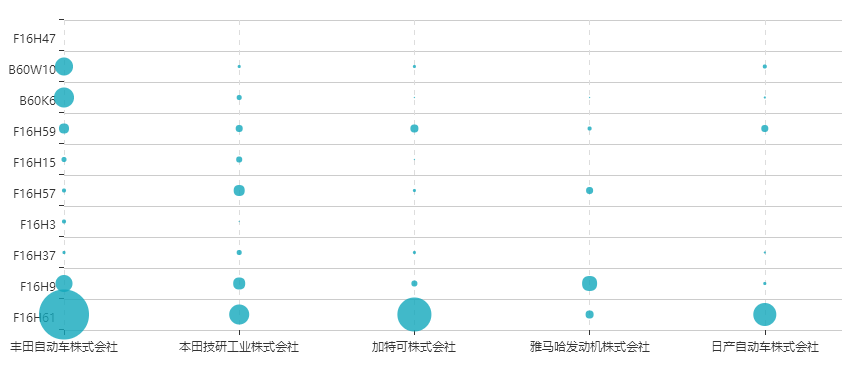 F16H47
B60W10
B60K6
F16H59
F16H15
F16H57
F16H3
F16H37
F16H9
F16H61
丰田自动车株式会社 本田技研工业株式会社 加特可株式会社 雅马哈发动机株式会社 日产自动车株式会社